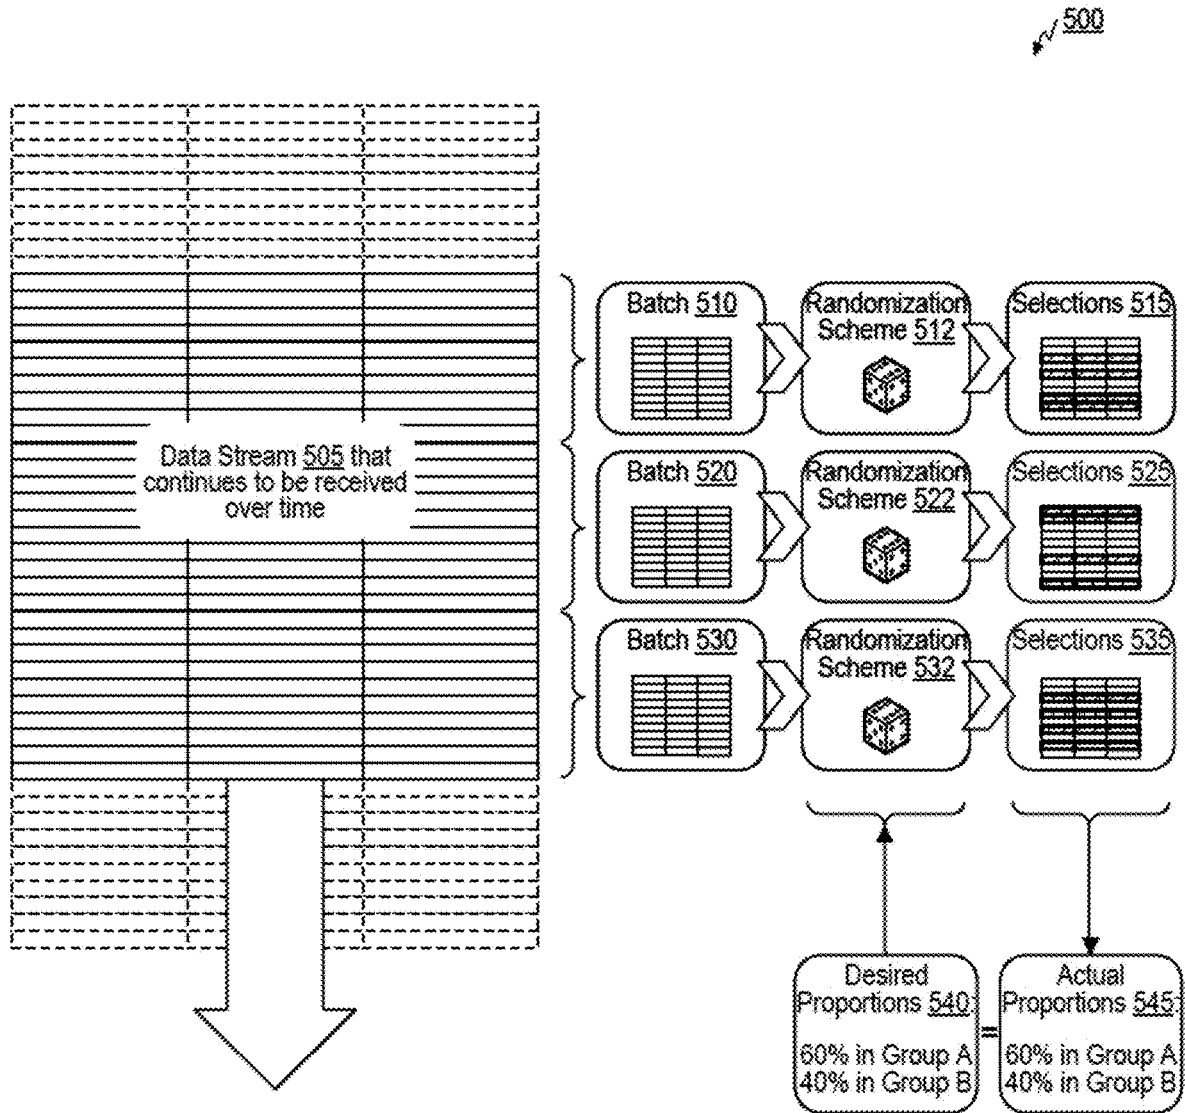 500
Batch 510
Randomization
Scheme 512
Selections 515
Data Stream 505 that
continues to be received
over time
Batch 520
Randomization
Scheme 522
Selections 525
Batch 530
Randomization
Scheme 532
Selections 535
Desired
Proportions 540:
60% in Group A
40% in Group B
=
Actual
Proportions 545:
60% in Group A
40% in Group B